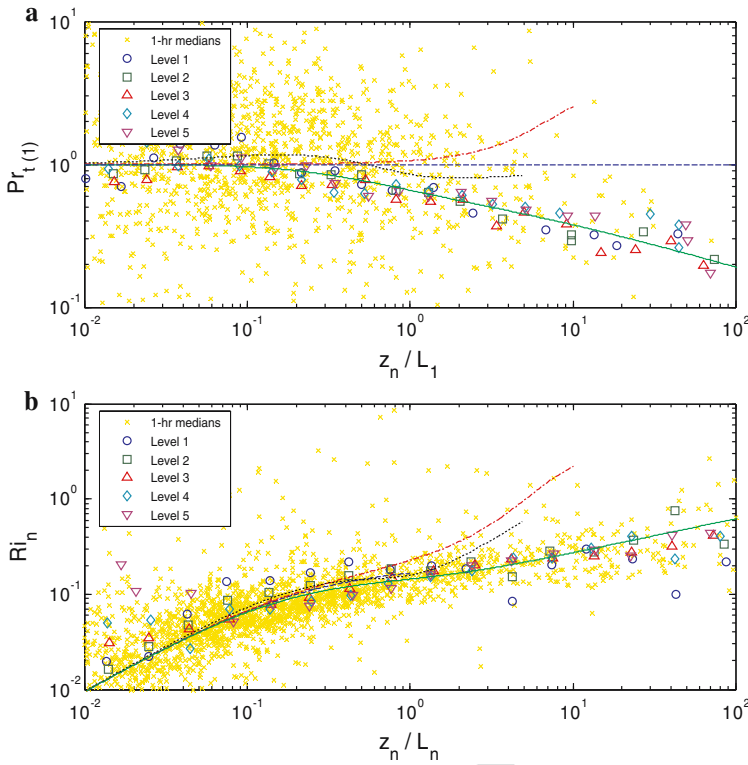 a
10^1
10^0
10^-1
Pr_t (1)
1-hr medians
Level 1
Level 2
Level 3
Level 4
Level 5
10^-2
10^-1
10^0
10^1
10^2
z_n / L_1
b
10^1
10^0
10^-1
10^-2
Ri_n
1-hr medians
Level 1
Level 2
Level 3
Level 4
Level 5
10^-2
10^-1
10^0
10^1
10^2
z_n / L_n